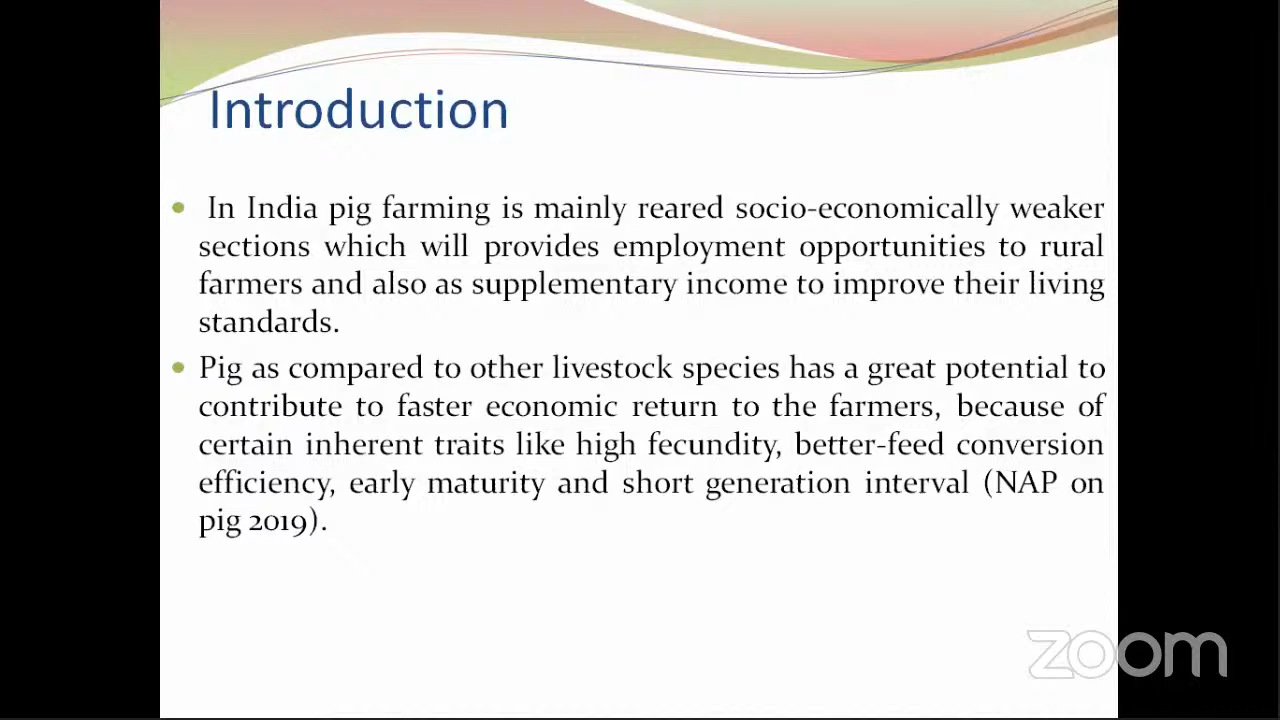 Introduction
• In India pig farming is mainly reared socio-economically weaker
sections which will provides employment opportunities to rural
farmers and also as supplementary income to improve their living
standards.
• Pig as compared to other livestock species has a great potential to
contribute to faster economic return to the farmers, because of
certain inherent traits like high fecundity, better-feed conversion
efficiency, early maturity and short generation interval (NAP on
pig 2019).
zoom